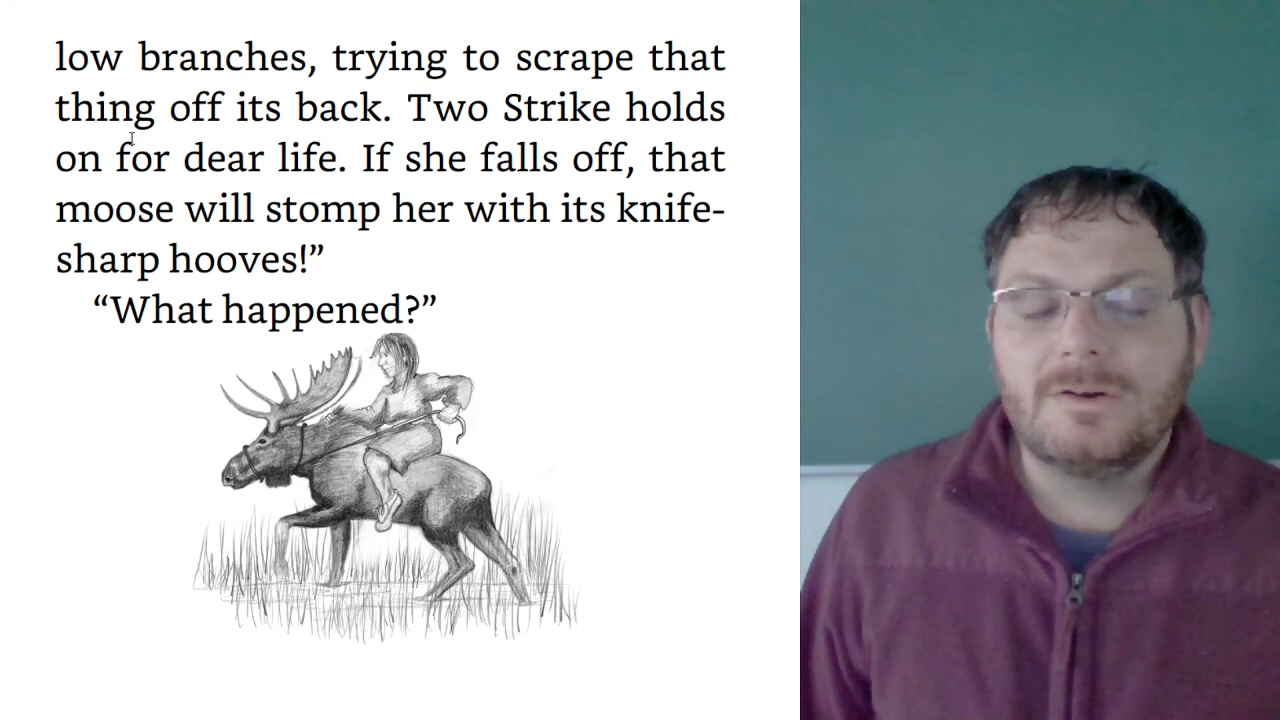 low branches, trying to scrape that
thing off its back. Two Strike holds
on for dear life. If she falls off, that
moose will stomp her with its knife-
sharp hooves!”
“What happened?”